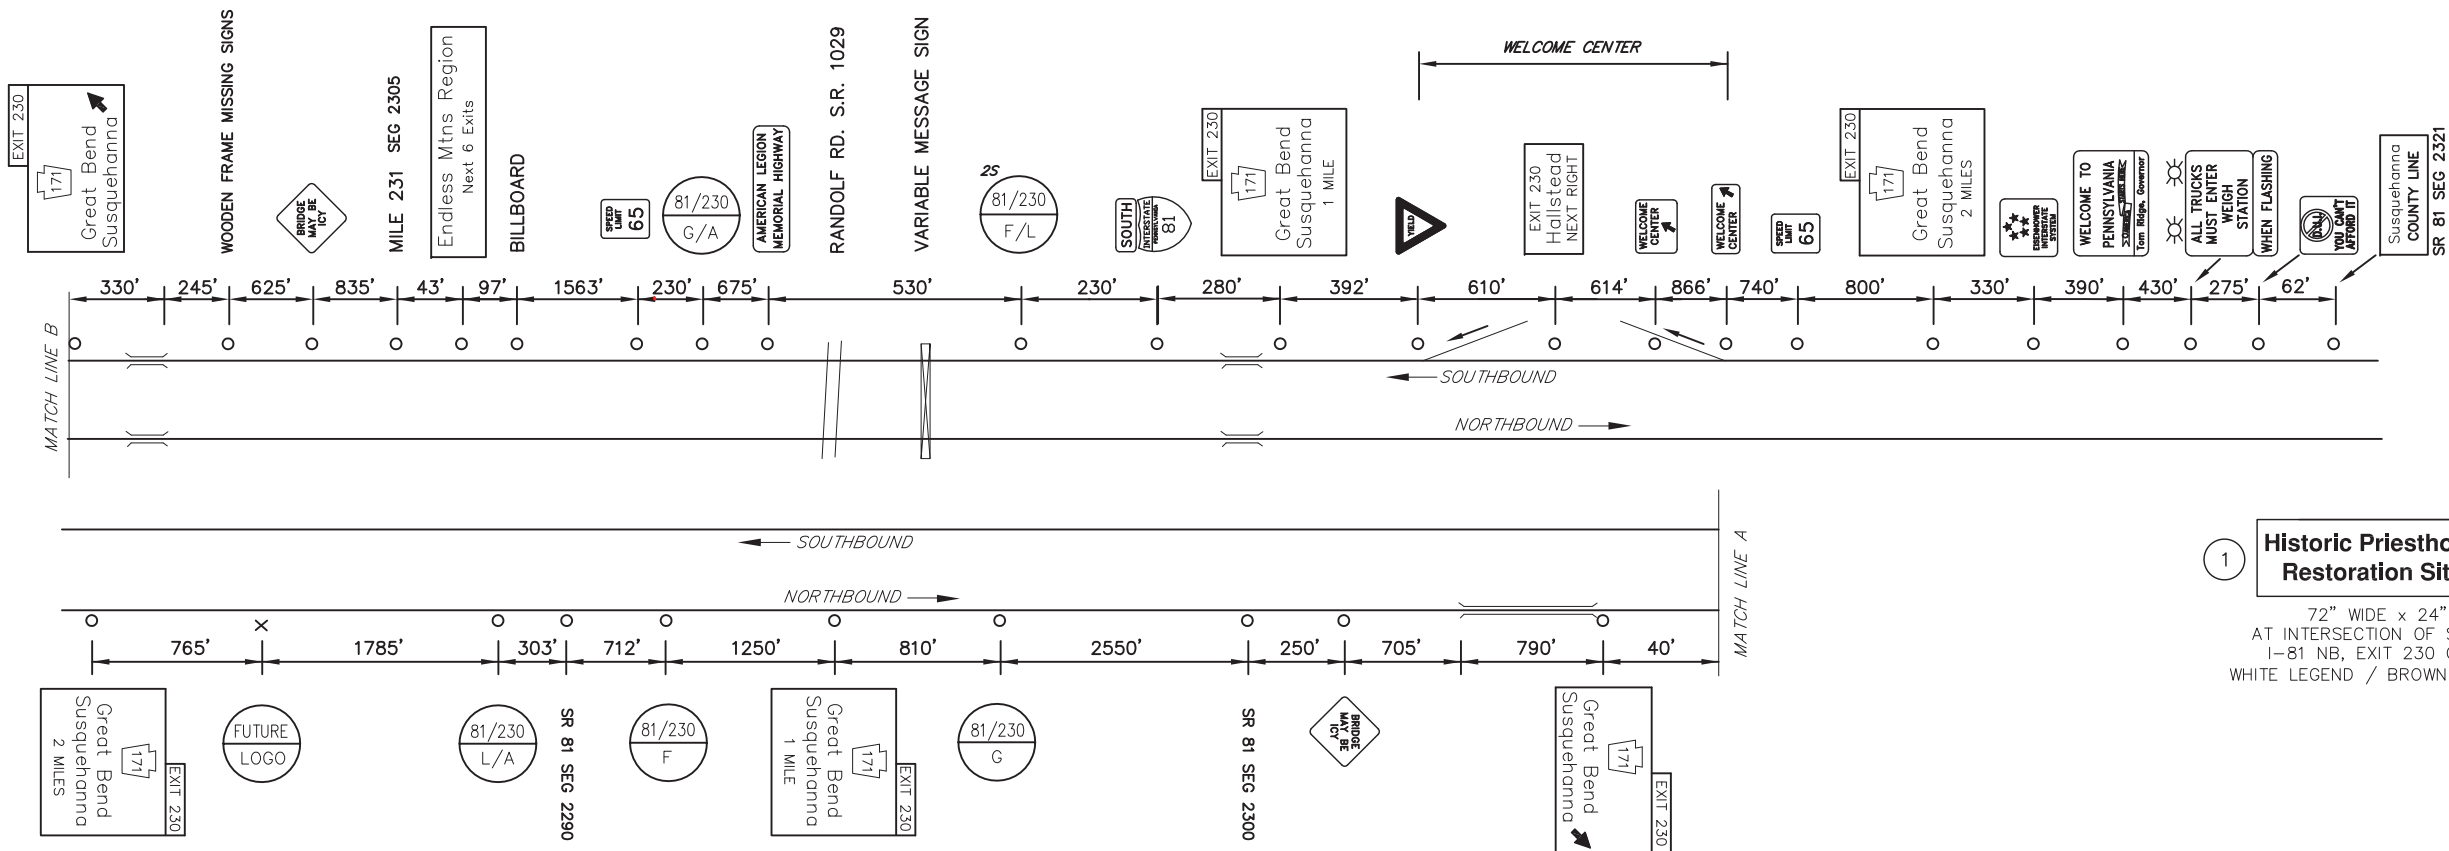 EXIT 230
171
Great Bend
Susquehanna
WOODEN FRAME MISSING SIGNS
BRIDGE
MAY BE
ICY
MILE 231 SEG 2305
Endless Mtns Region
Next 6 Exits
BILLBOARD
SPEED
LIMIT
65
81/230
G/A
AMERICAN LEGION
MEMORIAL HIGHWAY
RANDOLF RD. S.R. 1029
VARIABLE MESSAGE SIGN
2S
81/230
F/L
SOUTH
INTERSTATE
PENNSYLVANIA
81
EXIT 230
171
Great Bend
Susquehanna
1 MILE
WELCOME CENTER
YIELD
EXIT 230
Hallstead
NEXT RIGHT
WELCOME
CENTER
WELCOME
CENTER
SPEED
LIMIT
65
EXIT 230
171
Great Bend
Susquehanna
2 MILES
EISENHOWER
INTERSTATE
SYSTEM
WELCOME TO
PENNSYLVANIA
Tom Ridge, Governor
ALL TRUCKS
MUST ENTER
WEIGH
STATION
WHEN FLASHING
D.U.I.
YOU CAN'T
AFFORD IT
Susquehanna
COUNTY LINE
SR 81 SEG 2321
330' 245' 625' 835' 43' 97' 1563' 230' 675' 530' 230' 280' 392' 610' 614' 866' 740' 800' 330' 390' 430' 275' 62'
MATCH LINE B
SOUTHBOUND
NORTHBOUND
SOUTHBOUND
NORTHBOUND
MATCH LINE A
765' 1785' 303' 712' 1250' 810' 2550' 250' 705' 790' 40'
Great Bend
Susquehanna
2 MILES
171
EXIT 230
FUTURE
LOGO
81/230
L/A
SR 81 SEG 2290
81/230
F
Great Bend
Susquehanna
1 MILE
171
EXIT 230
81/230
G
SR 81 SEG 2300
BRIDGE
MAY BE
ICY
Great Bend
Susquehanna
171
EXIT 230
1
Historic Priestho
Restoration Sit
72" WIDE x 24"
AT INTERSECTION OF S
I-81 NB, EXIT 230 
WHITE LEGEND / BROWN